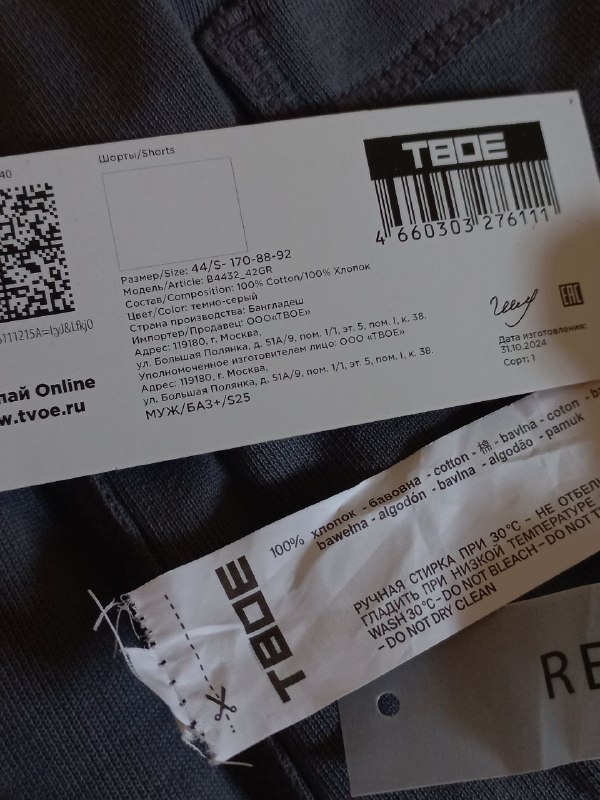 40
Шорты/Shorts
ТВОЕ
4 660303 276111
Размер/Size: 44/S- 170-88-92
Модель/Article: B4432_42GR
Состав/Composition: 100% Cotton/100% Хлопок
Цвет/Color: темно-серый
Страна производства: Бангладеш
Импортер/Продавец: ООО«ТВОЕ»
Адрес: 119180, г. Москва,
ул. Большая Полянка, д. 51А/9, пом. 1/1, эт. 5, пом. I, к. 38.
Уполномоченное изготовителем лицо: ООО «ТВОЕ»
Адрес: 119180, г. Москва,
ул. Большая Полянка, д. 51А/9, пом. 1/1, эт. 5, пом. I, к. 38.
МУЖ/БАЗ+/S25
EAC
Дата изготовления:
31.10.2024
Сорт: 1
Online
w.tvoe.ru
ТВОЕ
100% хлопок - бавовна - cotton - 棉 - bavlna - coton -
bawełna - algodón - bavlna - algodão - pamuk
РУЧНАЯ СТИРКА ПРИ 30°C - НЕ ОТБЕЛ
ГЛАДИТЬ ПРИ НИЗКОЙ ТЕМПЕРАТУРЕ
WASH 30°C - DO NOT BLEACH - DO NOT
- DO NOT DRY CLEAN
RE